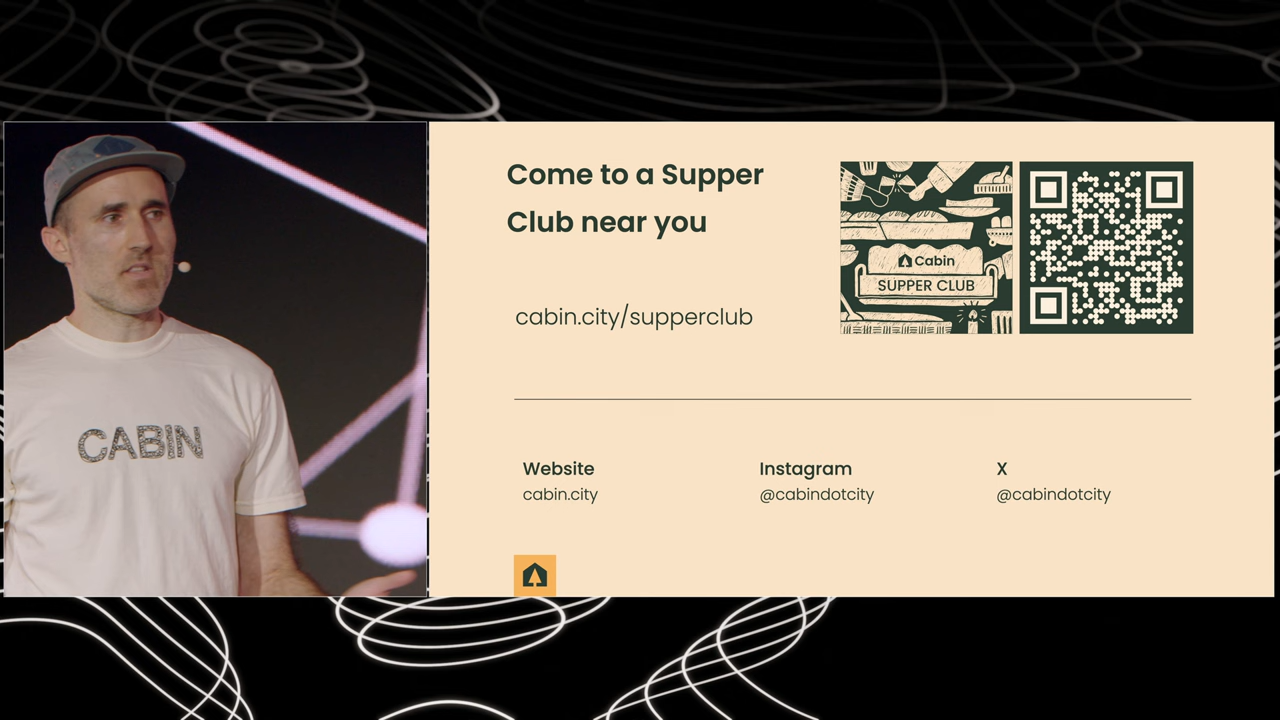 CABIN
Come to a Supper
Club near you
cabin.city/supperclub
Cabin
SUPPER CLUB
Website
cabin.city
Instagram
@cabindotcity
X
@cabindotcity